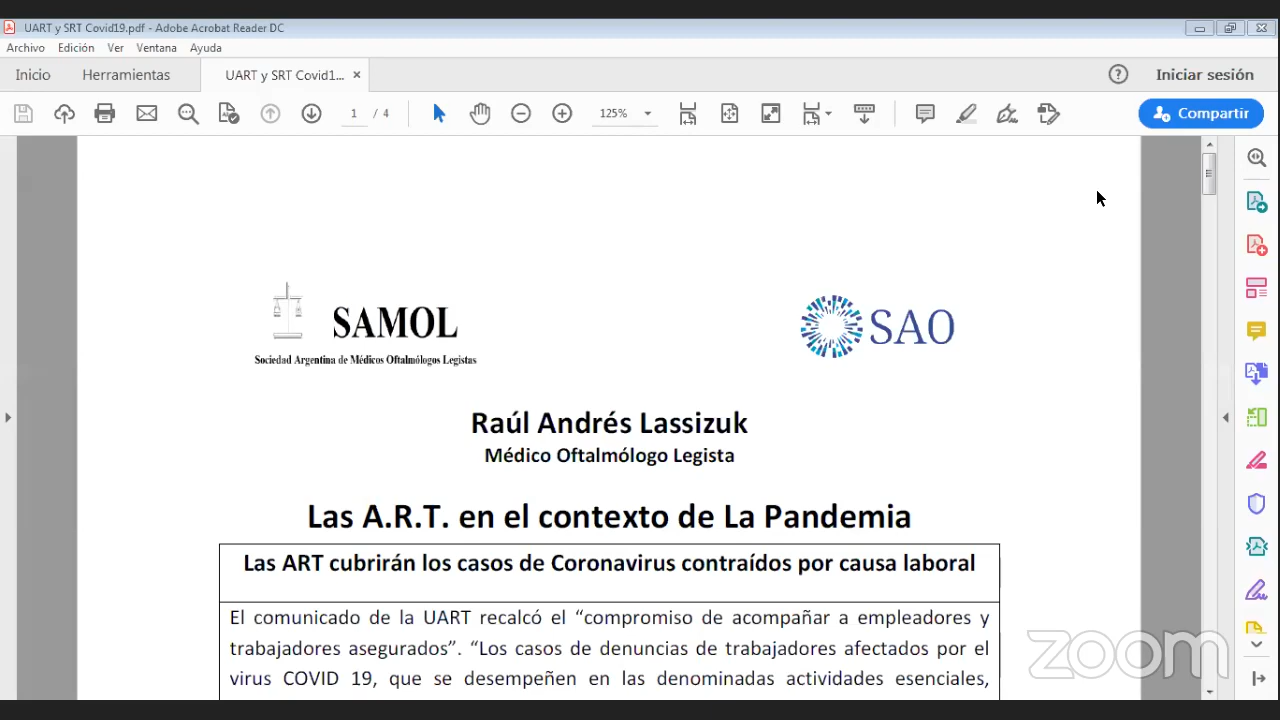 UART y SRT Covid19.pdf - Adobe Acrobat Reader DC
Archivo Edición Ver Ventana Ayuda
Inicio Herramientas UART y SRT Covid1... × Iniciar sesión
1 / 4 125% Compartir
SAMOL
Sociedad Argentina de Médicos Oftalmólogos Legistas
SAO
Raúl Andrés Lassizuk
Médico Oftalmólogo Legista
Las A.R.T. en el contexto de La Pandemia
Las ART cubrirán los casos de Coronavirus contraídos por causa laboral
El comunicado de la UART recalcó el “compromiso de acompañar a empleadores y
trabajadores asegurados”. “Los casos de denuncias de trabajadores afectados por el
virus COVID 19, que se desempeñen en las denominadas actividades esenciales,
zoom